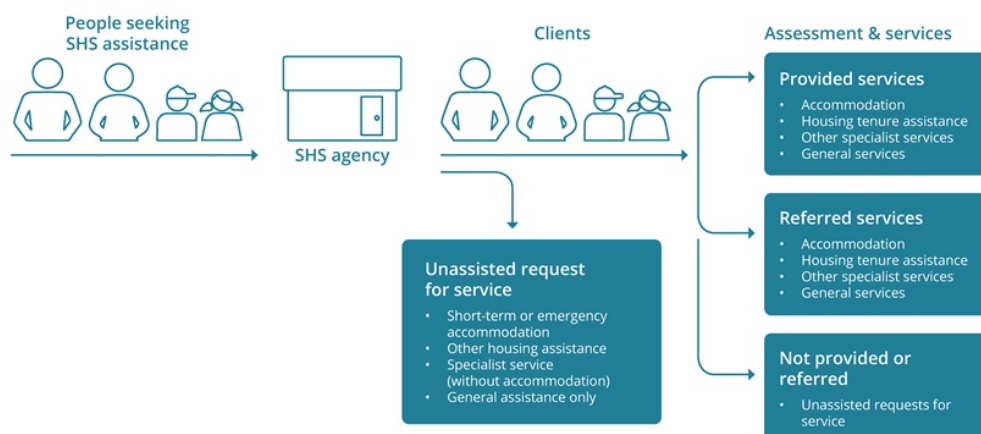 People seeking
SHS assistance
SHS agency
Clients
Unassisted request
for service
• Short-term or emergency
accommodation
• Other housing assistance
• Specialist service
(without accommodation)
• General assistance only
Assessment & services
Provided services
• Accommodation
• Housing tenure assistance
• Other specialist services
• General services
Referred services
• Accommodation
• Housing tenure assistance
• Other specialist services
• General services
Not provided or
referred
• Unassisted requests for
service